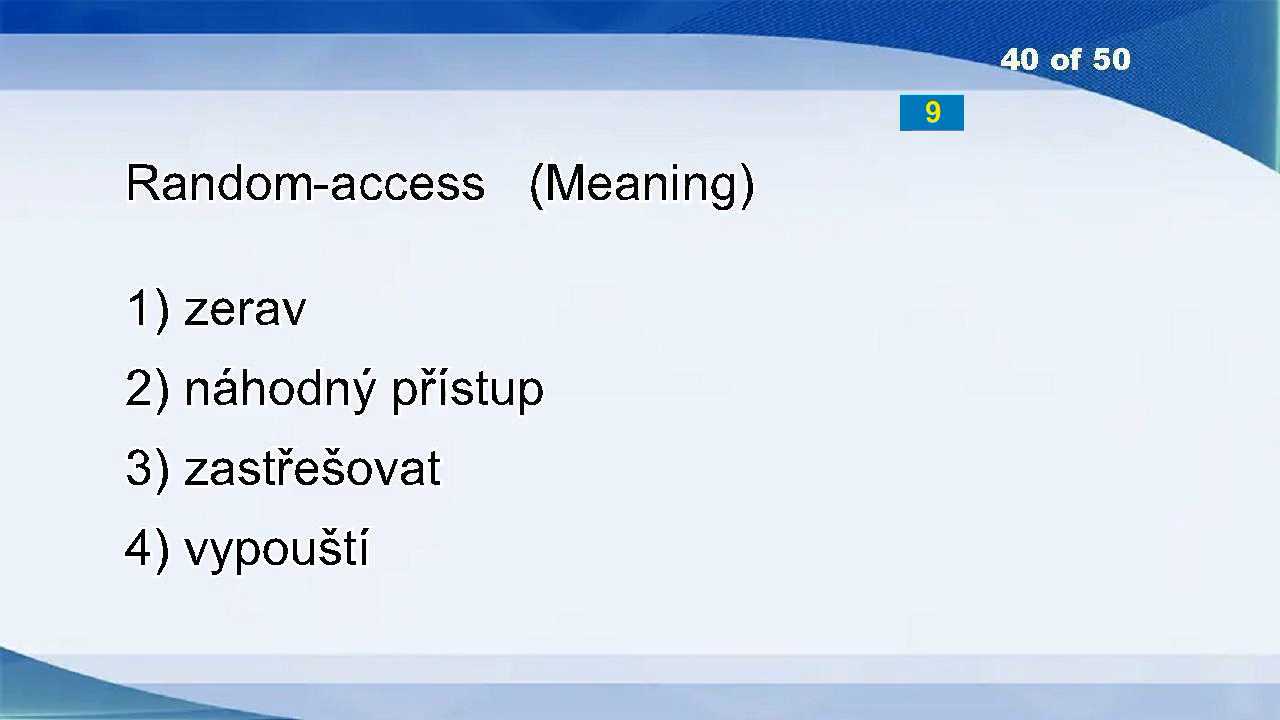 40 of 50
9
Random-access (Meaning)
1) zerav
2) náhodný přístup
3) zastřešovat
4) vypouští